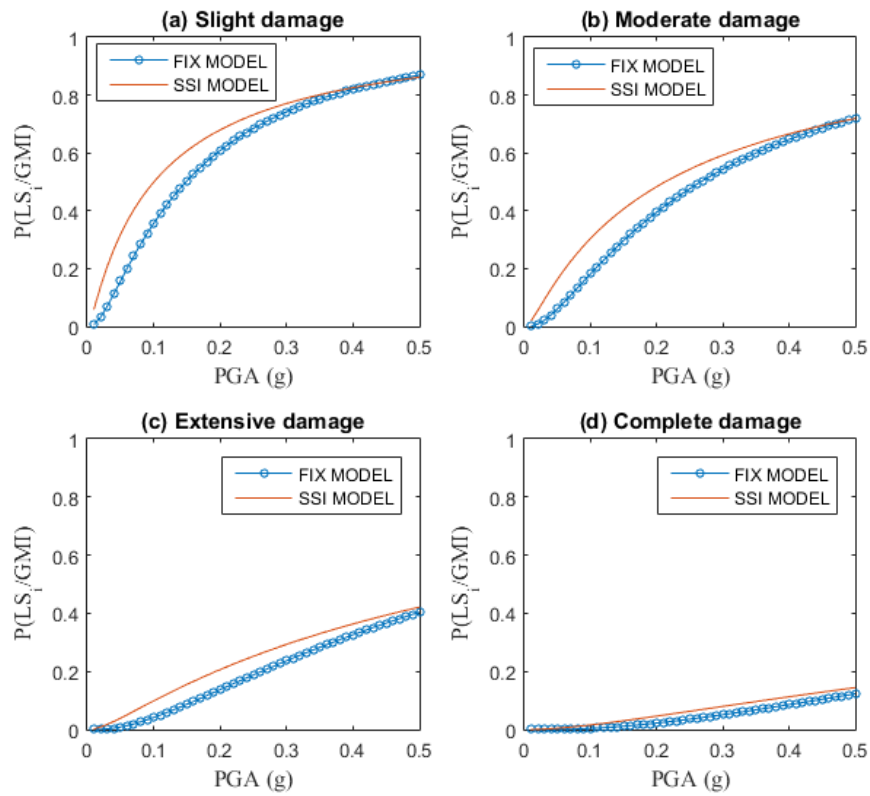 (a) Slight damage
1
0.8
0.6
0.4
0.2
0
P(LS_i/GMI)
FIX MODEL
SSI MODEL
0 0.1 0.2 0.3 0.4 0.5
PGA (g)
(b) Moderate damage
1
0.8
0.6
0.4
0.2
0
P(LS_i/GMI)
FIX MODEL
SSI MODEL
0 0.1 0.2 0.3 0.4 0.5
PGA (g)
(c) Extensive damage
1
0.8
0.6
0.4
0.2
0
P(LS_i/GMI)
FIX MODEL
SSI MODEL
0 0.1 0.2 0.3 0.4 0.5
PGA (g)
(d) Complete damage
1
0.8
0.6
0.4
0.2
0
P(LS_i/GMI)
FIX MODEL
SSI MODEL
0 0.1 0.2 0.3 0.4 0.5
PGA (g)